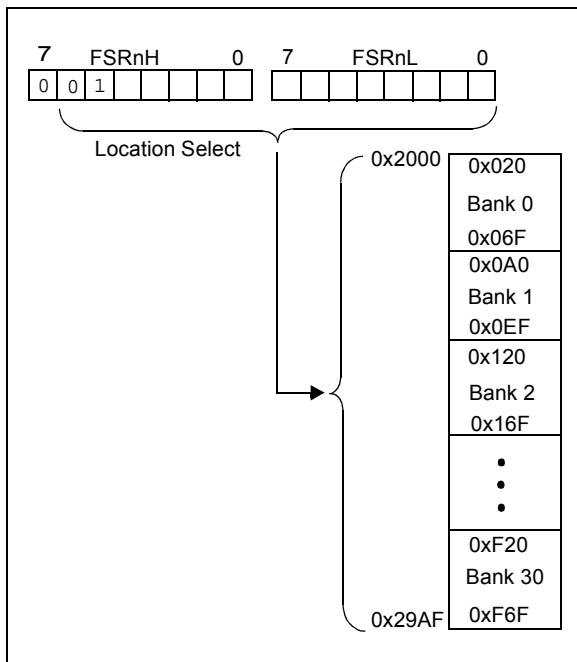 7 FSRnH 0 7 FSRnL 0
0 0 1
Location Select
0x2000
0x020
Bank 0
0x06F
0x0A0
Bank 1
0x0EF
0x120
Bank 2
0x16F
0xF20
Bank 30
0x29AF
0xF6F